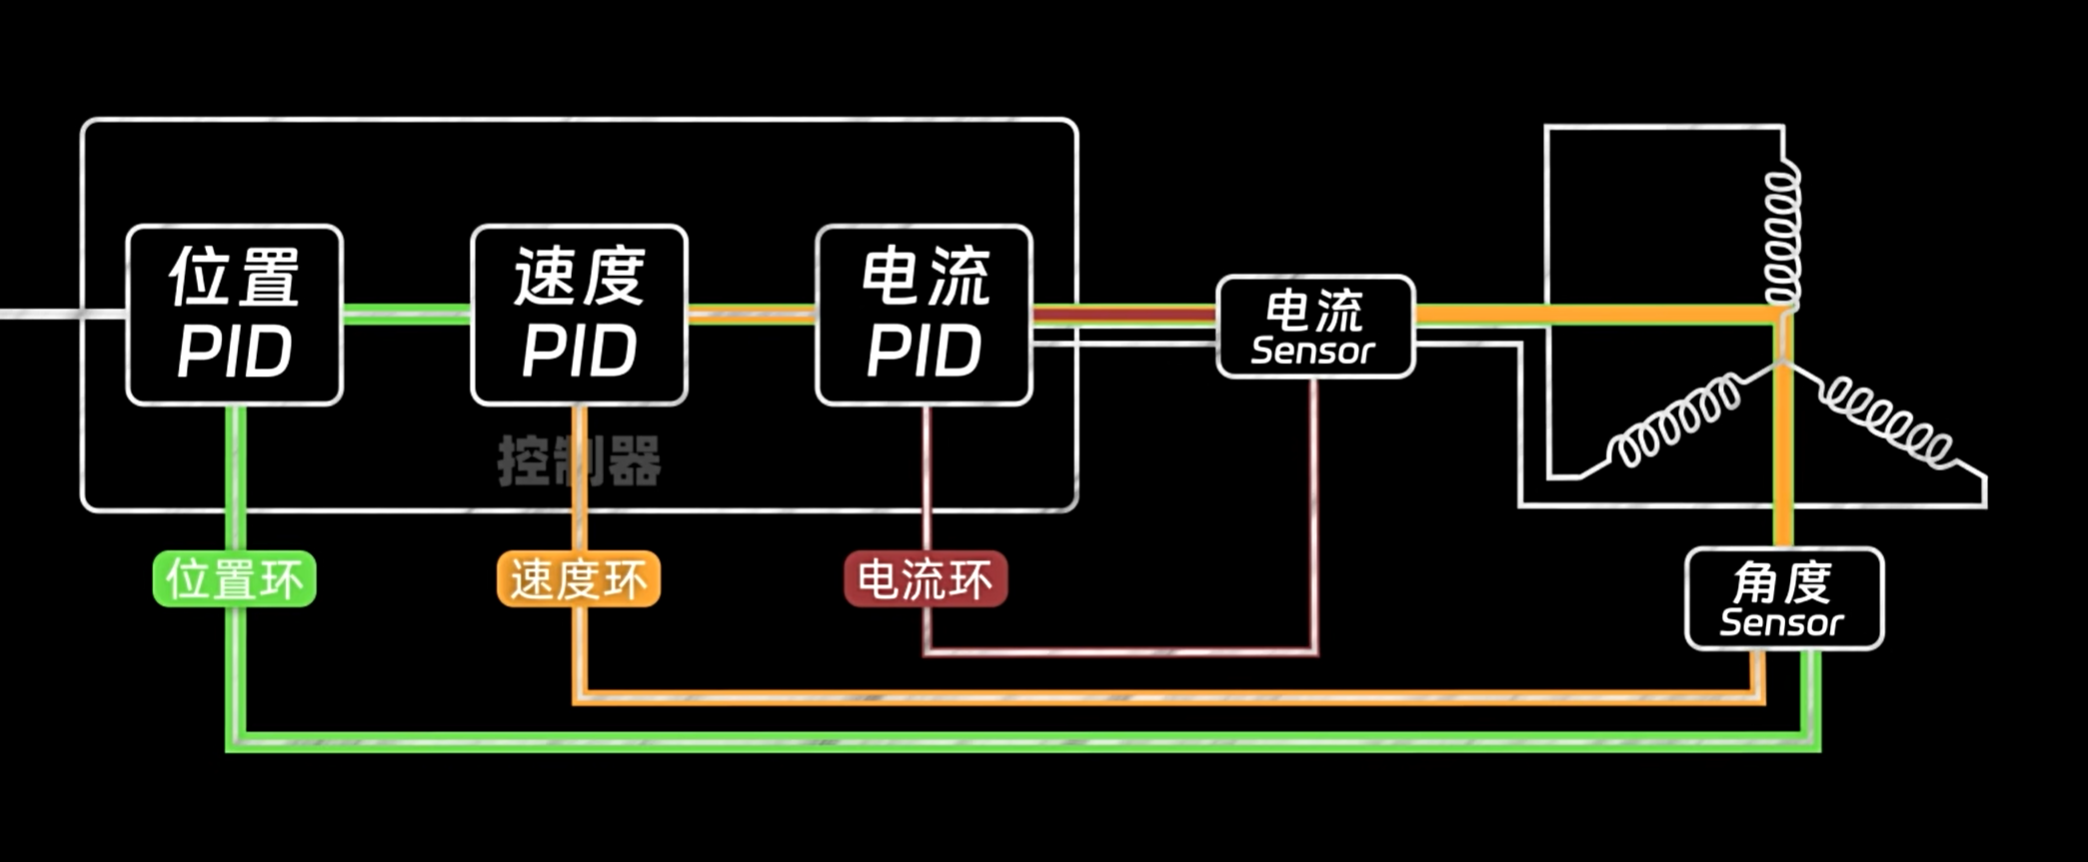 位置
PID
速度
PID
电流
PID
电流
Sensor
控制器
位置环
速度环
电流环
角度
Sensor